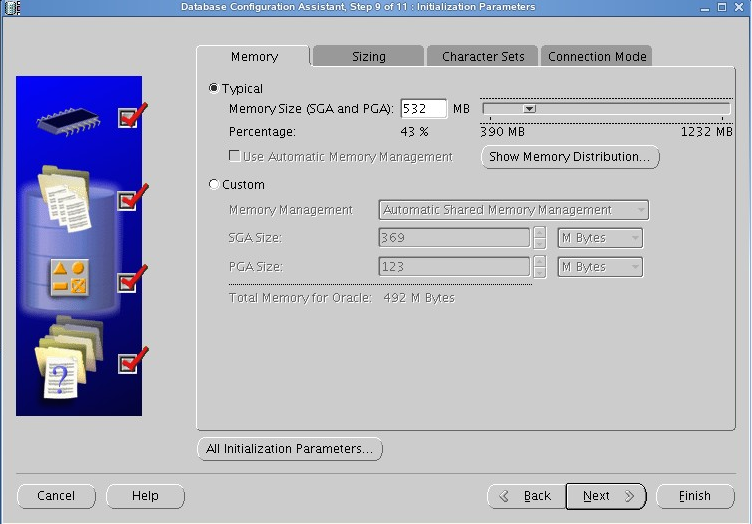 Database Configuration Assistant, Step 9 of 11 : Initialization Parameters
Memory Sizing Character Sets Connection Mode
Typical
Memory Size (SGA and PGA): 532 MB
Percentage: 43 % 390 MB 1232 MB
Use Automatic Memory Management Show Memory Distribution...
Custom
Memory Management Automatic Shared Memory Management
SGA Size: 369 M Bytes
PGA Size: 123 M Bytes
Total Memory for Oracle: 492 M Bytes
?
All Initialization Parameters...
Cancel Help Back Next Finish